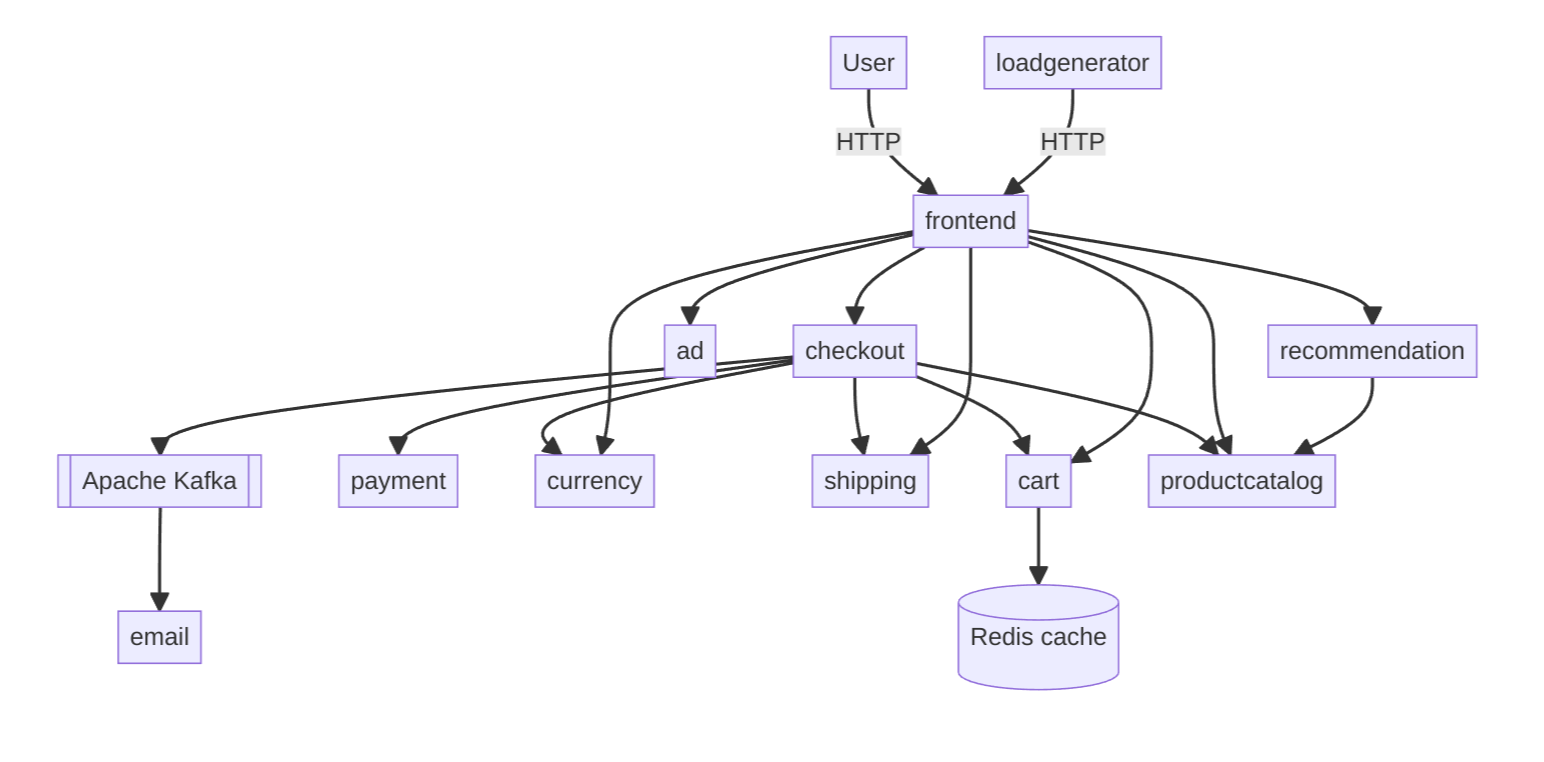 User
loadgenerator
HTTP
HTTP
frontend
ad
checkout
recommendation
Apache Kafka
payment
currency
shipping
cart
productcatalog
email
Redis cache